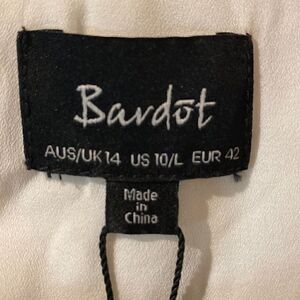 Bardōt
AUS/UK 14 US 10/L EUR 42
Made
in
China